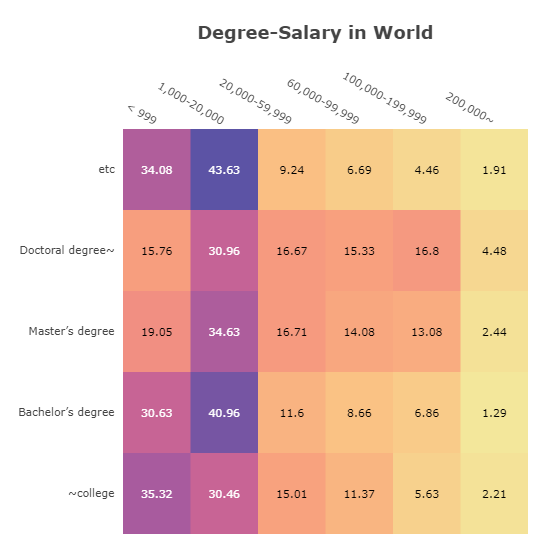 Degree-Salary in World
< 999
1,000-20,000
20,000-59,999
60,000-99,999
100,000-199,999
200,000~
etc
34.08 43.63 9.24 6.69 4.46 1.91
Doctoral degree~
15.76 30.96 16.67 15.33 16.8 4.48
Master’s degree
19.05 34.63 16.71 14.08 13.08 2.44
Bachelor’s degree
30.63 40.96 11.6 8.66 6.86 1.29
~college
35.32 30.46 15.01 11.37 5.63 2.21